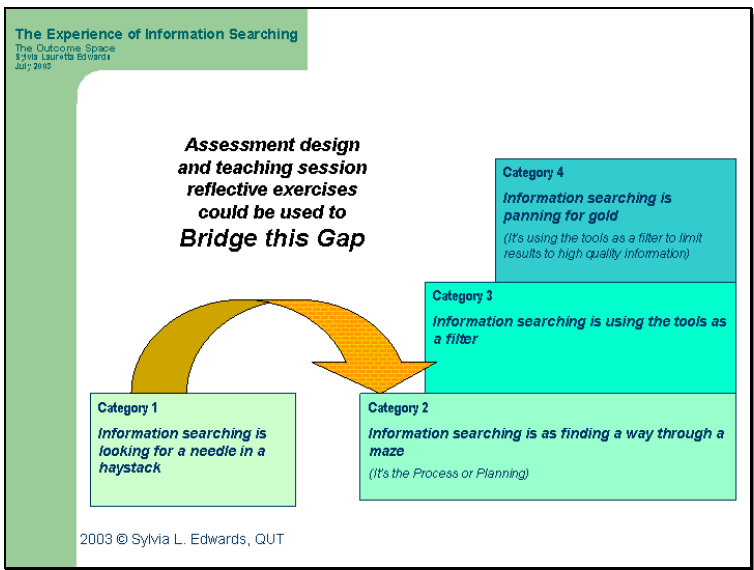 The Experience of Information Searching
The Outcome Space
Sylvia Lauretta Edwards
July 2003
Assessment design
and teaching session
reflective exercises
could be used to
Bridge this Gap
Category 4
Information searching is
panning for gold
(It's using the tools as a filter to limit
results to high quality information)
Category 3
Information searching is using the tools as
a filter
Category 1
Information searching is
looking for a needle in a
haystack
Category 2
Information searching is as finding a way through a
maze
(It's the Process or Planning)
2003 © Sylvia L. Edwards, QUT